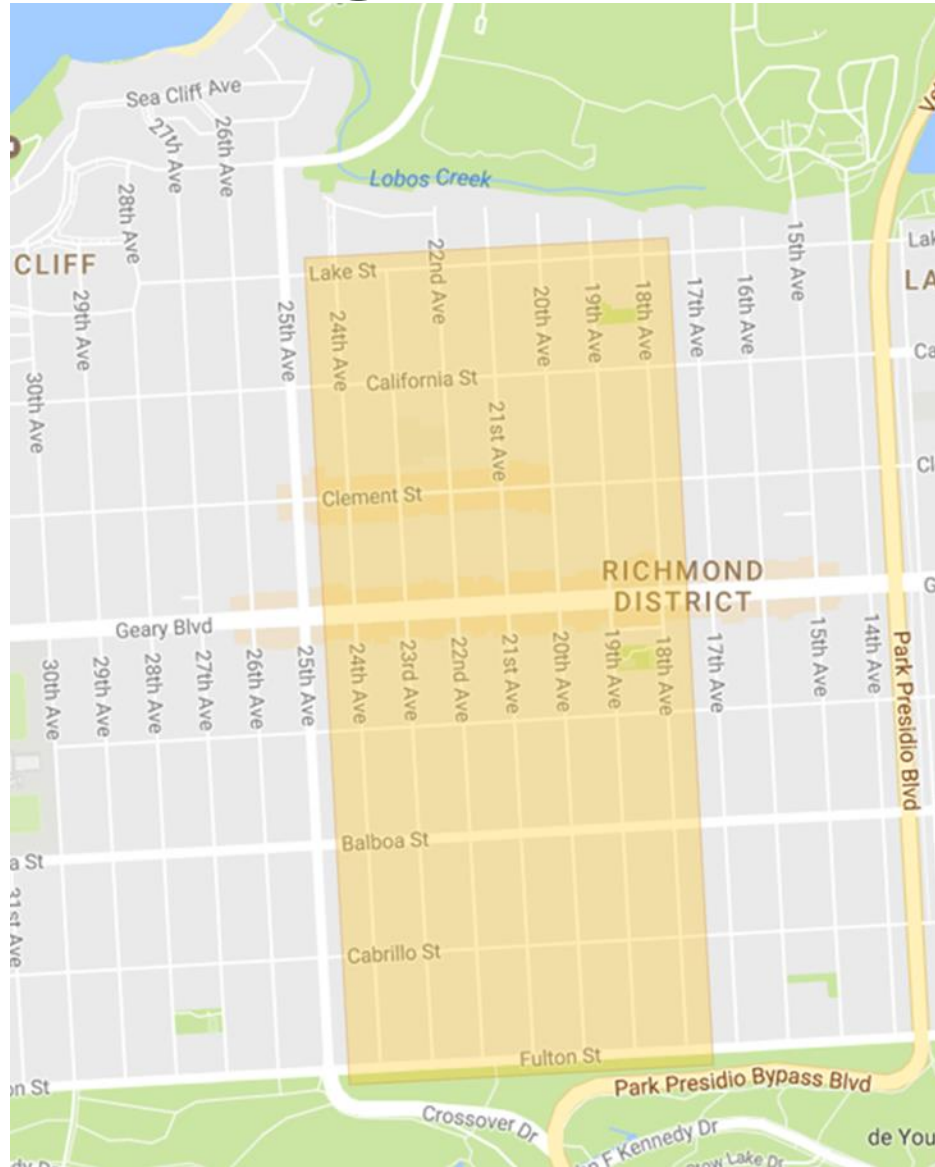 Sea Cliff Ave
27th Ave
26th Ave
28th Ave
Lobos Creek
15th Ave
22nd Ave
CLIFF
Lake St
Lak
LA
29th Ave
25th Ave
24th Ave
20th Ave
19th Ave
18th Ave
17th Ave
16th Ave
Ca
30th Ave
California St
21st Ave
Cl
Clement St
RICHMOND
DISTRICT
G
Geary Blvd
30th Ave
29th Ave
28th Ave
27th Ave
26th Ave
25th Ave
24th Ave
23rd Ave
22nd Ave
21st Ave
20th Ave
19th Ave
18th Ave
17th Ave
15th Ave
14th Ave
Park Presidio Blvd
Balboa St
a St
31st Ave
Cabrillo St
Fulton St
on St
Park Presidio Bypass Blvd
Crossover Dr
n F Kennedy Dr
de You
tow Lake Dr